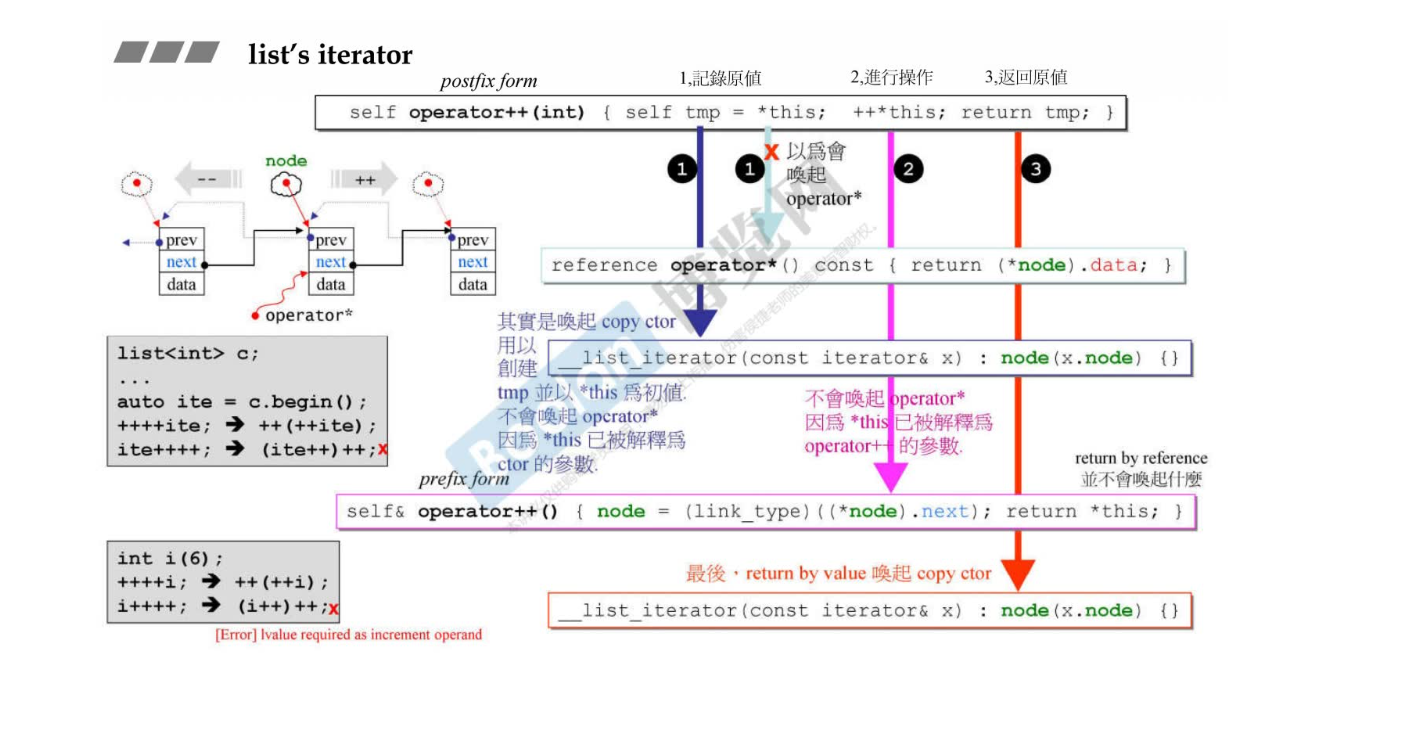 list's iterator
postfix form
1,記錄原値
2,進行操作
3,返回原値
self operator++(int) { self tmp = *this; ++*this; return tmp; }
node
--
++
prev
next
data
prev
next
data
prev
next
data
operator*
1
1
x 以爲會
喚起
operator*
2
3
reference operator*() const { return (*node).data; }
其實是喚起 copy ctor
用以
創建
tmp 並以 *this 爲初值.
不會喚起 operator*
因爲 *this 已被解釋爲
ctor 的參數.
__list_iterator(const iterator& x) : node(x.node) {}
不會喚起 operator*
因爲 *this 已被解釋爲
operator++ 的參數.
list<int> c;
...
auto ite = c.begin();
++++ite; ➔ ++(++ite);
ite++++; ➔ (ite++)++;x
prefix form
return by reference
並不會喚起什麼
self& operator++() { node = (link_type)((*node).next); return *this; }
int i(6);
++++i; ➔ ++(++i);
i++++; ➔ (i++)++;x
[Error] lvalue required as increment operand
最後，return by value 喚起 copy ctor
__list_iterator(const iterator& x) : node(x.node) {}
博览网
Boolan